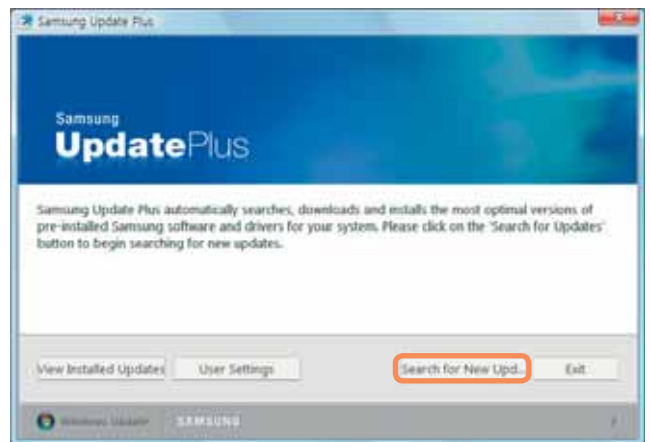 Samsung Update Plus
Samsung
UpdatePlus
Samsung Update Plus automatically searches, downloads and installs the most optimal versions of
pre-installed Samsung software and drivers for your system. Please click on the 'Search for Updates'
button to begin searching for new updates.
View Installed Updates User Settings Search for New Upd... Exit
Windows Update SAMSUNG